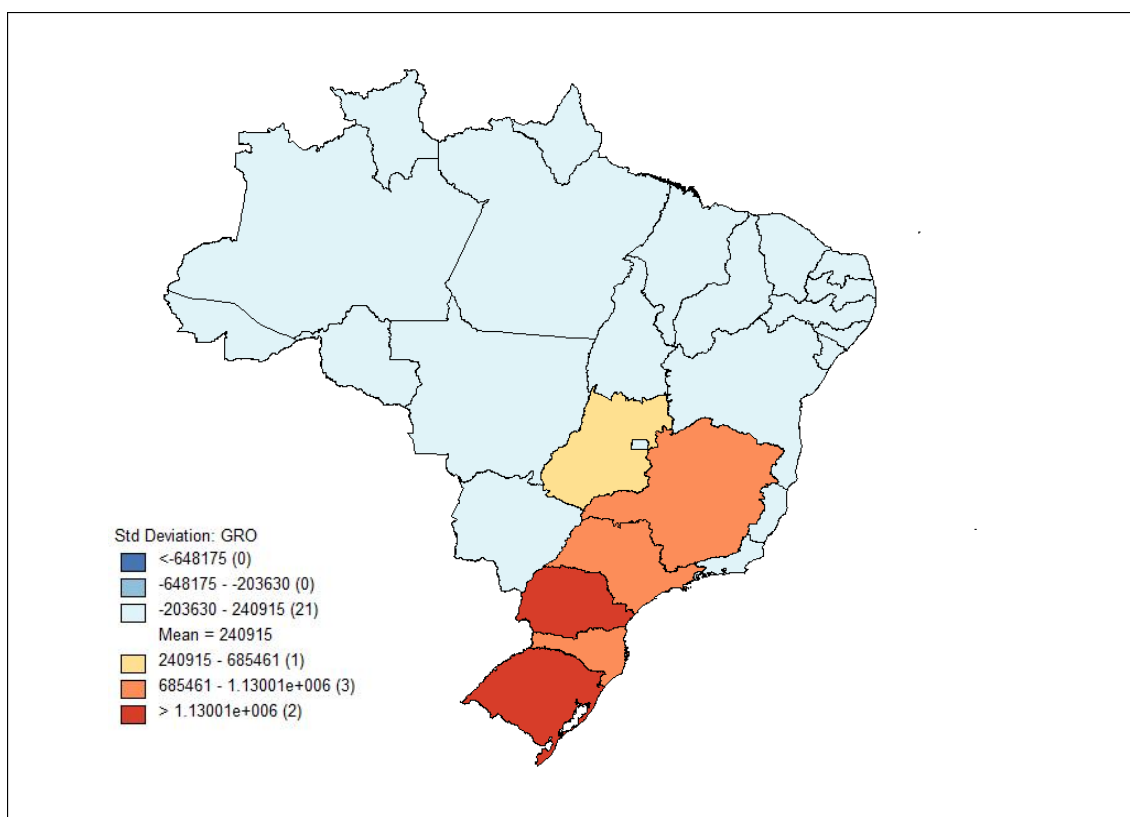 Std Deviation: GRO
<-648175 (0)
-648175 - -203630 (0)
-203630 - 240915 (21)
Mean = 240915
240915 - 685461 (1)
685461 - 1.13001e+006 (3)
> 1.13001e+006 (2)